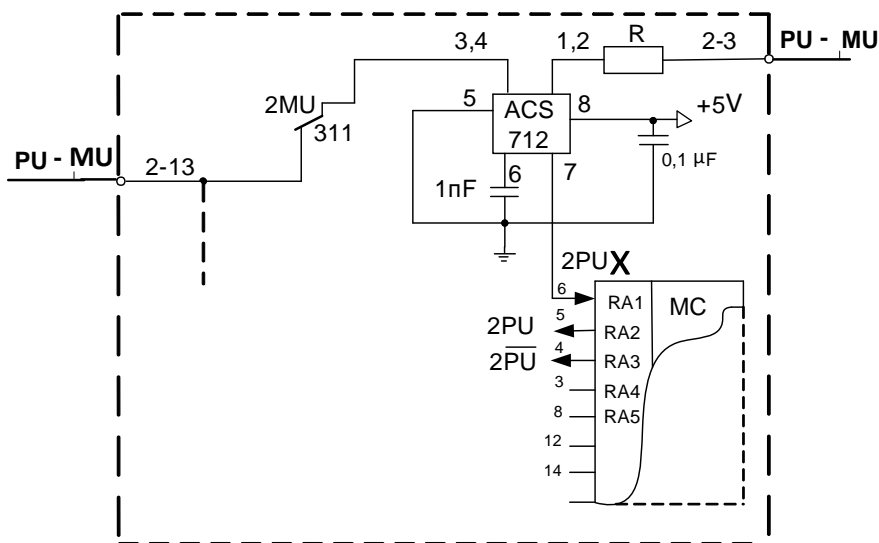 3,4
1,2
R
2-3
PU - MU
2MU
311
5
ACS
712
8
+5V
0,1 µF
PU - MU
2-13
1пF
6
7
2PUX
6
RA1
MC
5
2PU
RA2
4
2P̅U̅
RA3
3
RA4
8
RA5
12
14